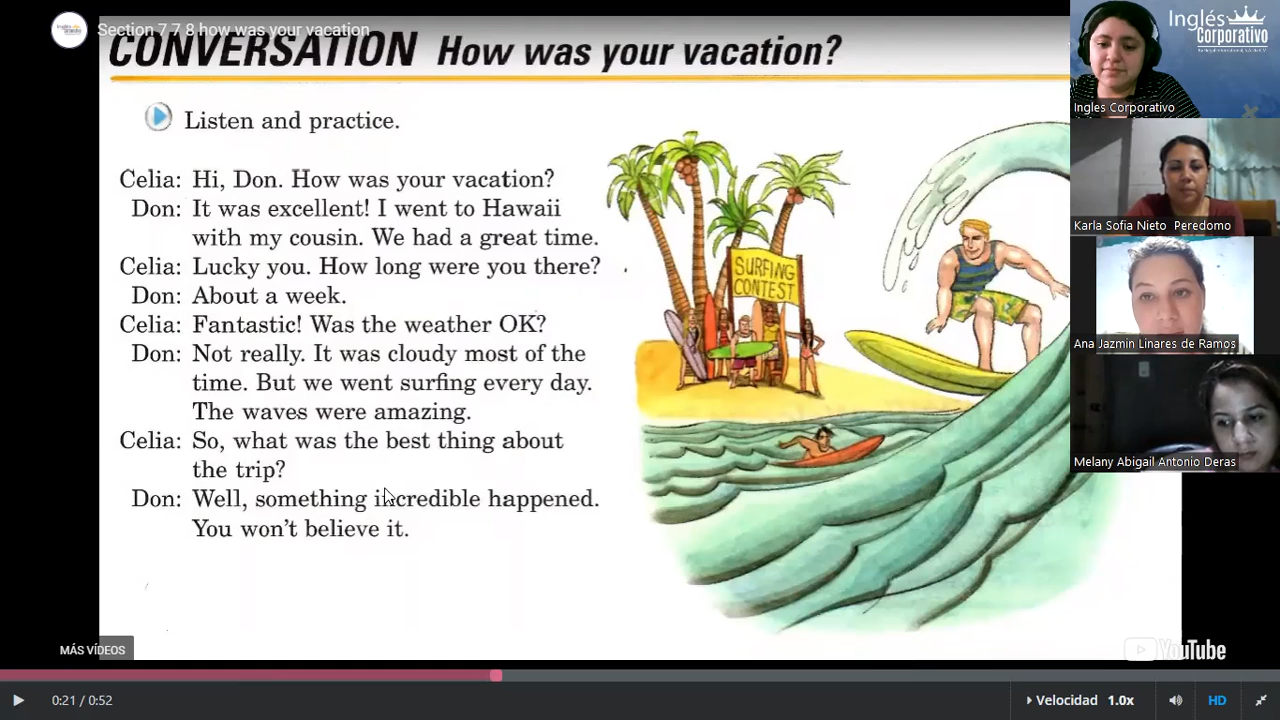 Section 7 7 8 how was your vacation
CONVERSATION How was your vacation?
Listen and practice.
Celia: Hi, Don. How was your vacation?
Don: It was excellent! I went to Hawaii
with my cousin. We had a great time.
Celia: Lucky you. How long were you there?
Don: About a week.
Celia: Fantastic! Was the weather OK?
Don: Not really. It was cloudy most of the
time. But we went surfing every day.
The waves were amazing.
Celia: So, what was the best thing about
the trip?
Don: Well, something incredible happened.
You won't believe it.
SURFING
CONTEST
Inglés
Corporativo
Ingles Corporativo
Karla Sofia Nieto Peredomo
Ana Jazmin Linares de Ramos
Melany Abigail Antonio Deras
MÁS VÍDEOS
YouTube
0:21 / 0:52
Velocidad 1.0x
HD